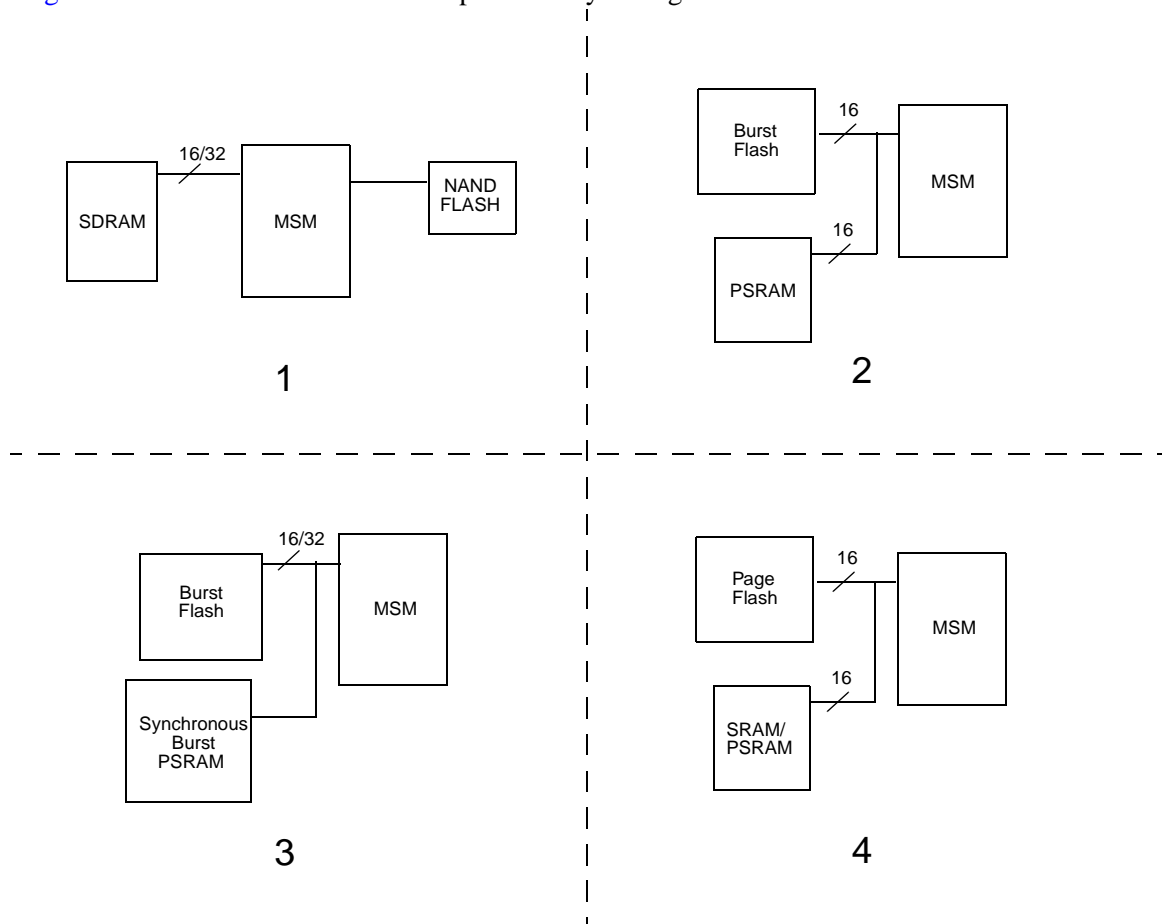 16/32
SDRAM
MSM
NAND
FLASH
1
16
Burst
Flash
MSM
16
PSRAM
2
16/32
Burst
Flash
MSM
Synchronous
Burst
PSRAM
3
16
Page
Flash
MSM
16
SRAM/
PSRAM
4